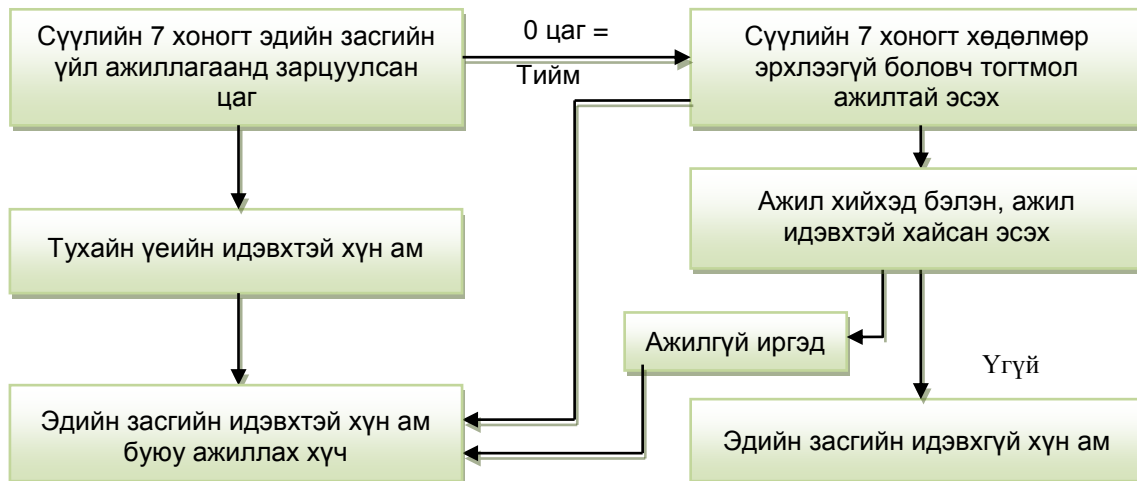 Сүүлийн 7 хоногт эдийн засгийн
үйл ажиллагаанд зарцуулсан
цаг
0 цаг =
Тийм
Сүүлийн 7 хоногт хөдөлмөр
эрхлээгүй боловч тогтмол
ажилтай эсэх
Тухайн үеийн идэвхтэй хүн ам
Ажил хийхэд бэлэн, ажил
идэвхтэй хайсан эсэх
Ажилгүй иргэд
Үгүй
Эдийн засгийн идэвхтэй хүн ам
буюу ажиллах хүч
Эдийн засгийн идэвхгүй хүн ам